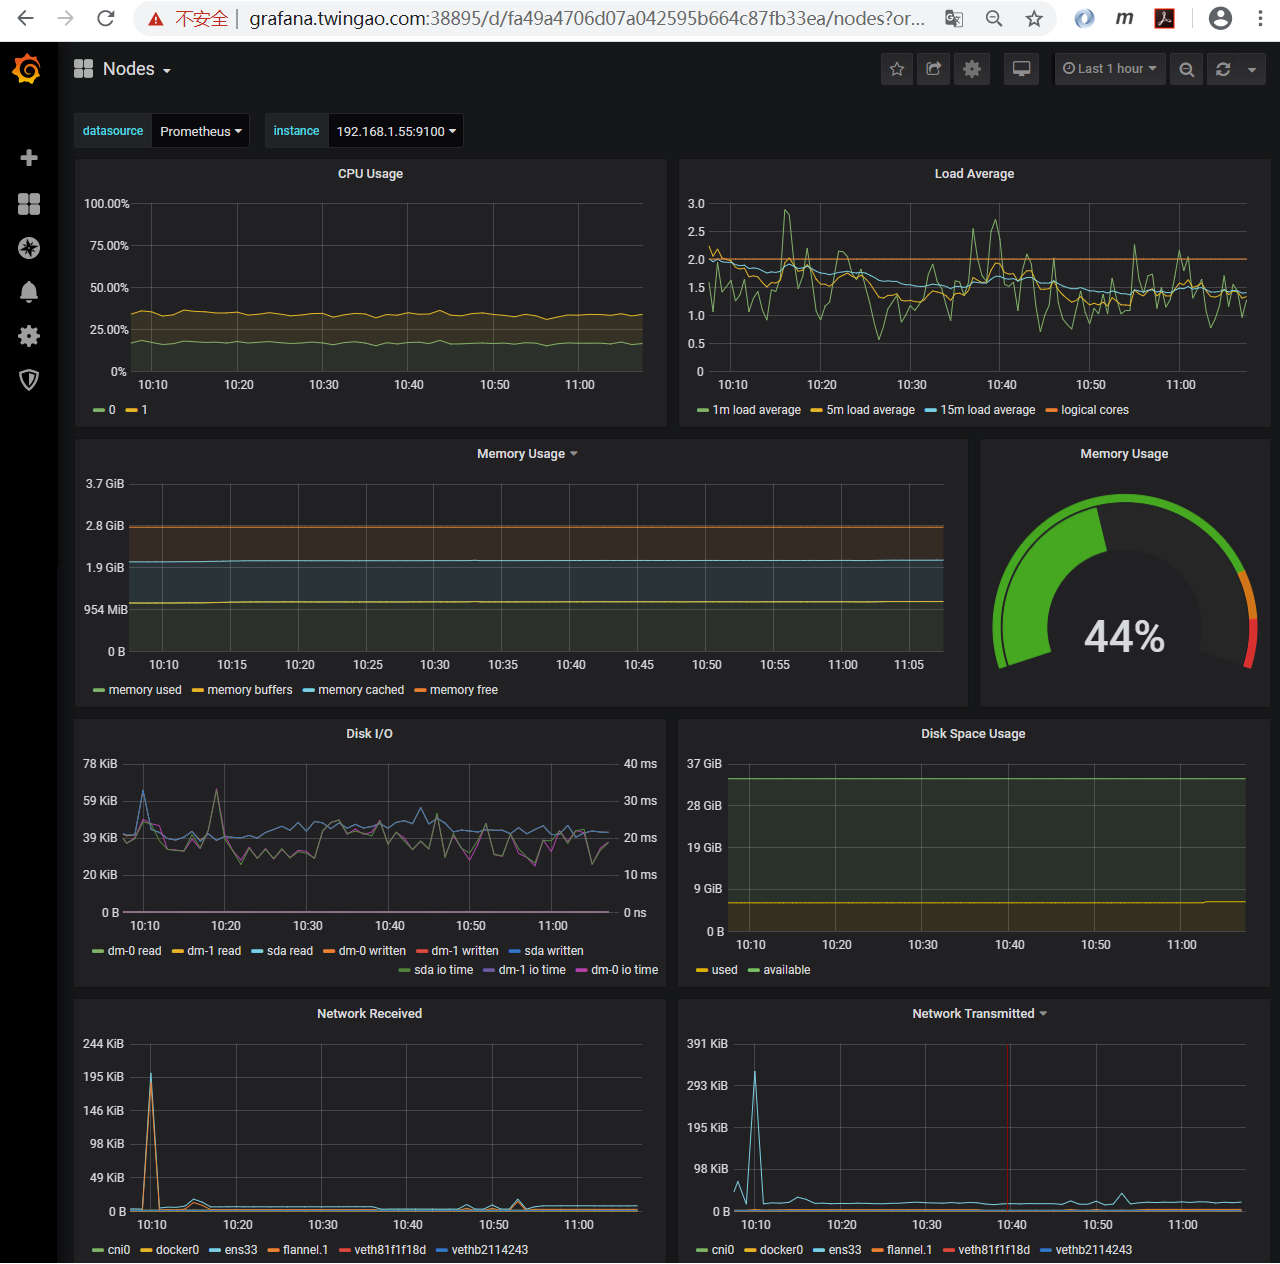 不安全 grafana.twingao.com:38895/d/fa49a4706d07a042595b664c87fb33ea/nodes?or...
Nodes
Last 1 hour
datasource Prometheus instance 192.168.1.55:9100
CPU Usage
100.00%
75.00%
50.00%
25.00%
0%
10:10 10:20 10:30 10:40 10:50 11:00
0 1
Load Average
3.0
2.5
2.0
1.5
1.0
0.5
0
10:10 10:20 10:30 10:40 10:50 11:00
1m load average 5m load average 15m load average logical cores
Memory Usage
3.7 GiB
2.8 GiB
1.9 GiB
954 MiB
0 B
10:10 10:15 10:20 10:25 10:30 10:35 10:40 10:45 10:50 10:55 11:00 11:05
memory used memory buffers memory cached memory free
Memory Usage
44%
Disk I/O
78 KiB 40 ms
59 KiB 30 ms
39 KiB 20 ms
20 KiB 10 ms
0 B 0 ns
10:10 10:20 10:30 10:40 10:50 11:00
dm-0 read dm-1 read sda read dm-0 written dm-1 written sda written
sda io time dm-1 io time dm-0 io time
Disk Space Usage
37 GiB
28 GiB
19 GiB
9 GiB
0 B
10:10 10:20 10:30 10:40 10:50 11:00
used available
Network Received
244 KiB
195 KiB
146 KiB
98 KiB
49 KiB
0 B
10:10 10:20 10:30 10:40 10:50 11:00
cni0 docker0 ens33 flannel.1 veth81f1f18d vethb2114243
Network Transmitted
391 KiB
293 KiB
195 KiB
98 KiB
0 B
10:10 10:20 10:30 10:40 10:50 11:00
cni0 docker0 ens33 flannel.1 veth81f1f18d vethb2114243